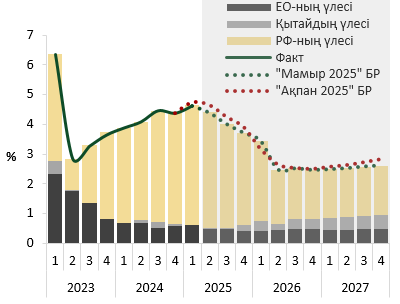 ЕО-ның үлесі
Қытайдың үлесі
РФ-ның үлесі
Факт
"Мамыр 2025" БР
"Ақпан 2025" БР
7
6
5
4
3
2
1
0
%
1 2 3 4 1 2 3 4 1 2 3 4 1 2 3 4 1 2 3 4
2023 2024 2025 2026 2027